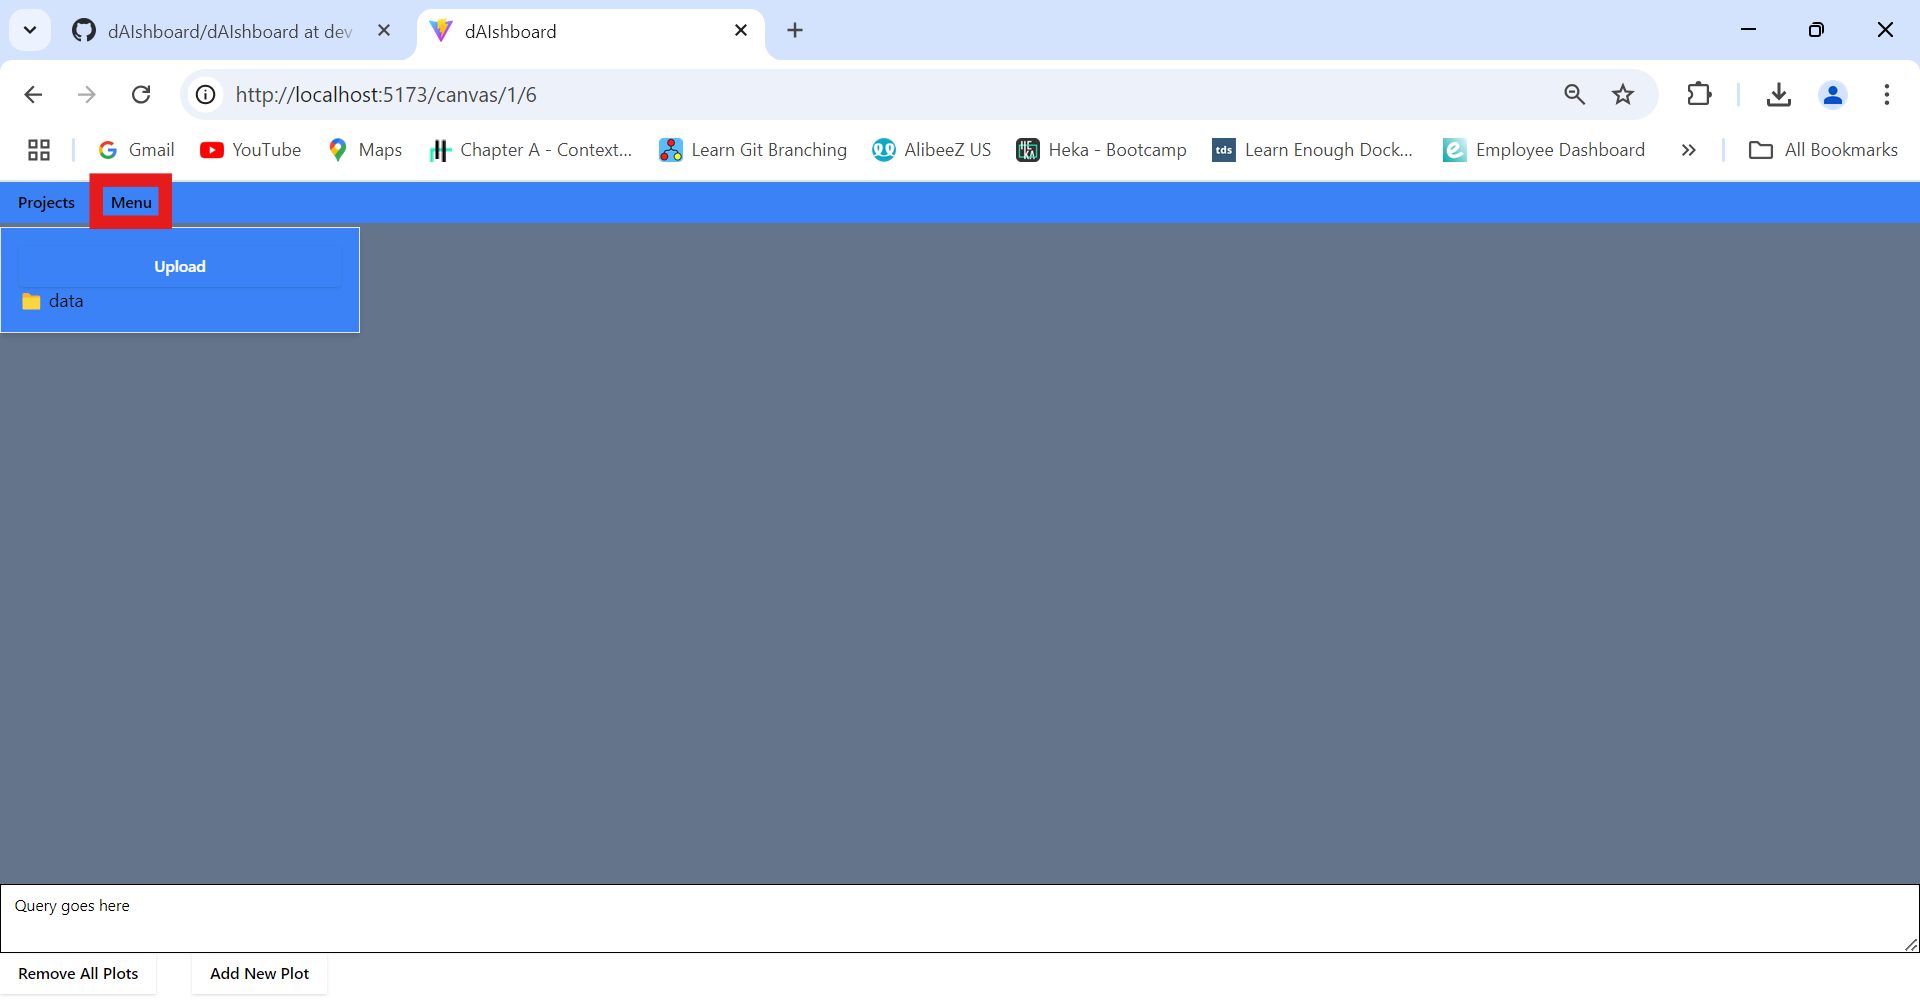 dAIshboard/dAIshboard at dev
dAIshboard
http://localhost:5173/canvas/1/6
Gmail YouTube Maps Chapter A - Context... Learn Git Branching AlibeeZ US HEKA Heka - Bootcamp tds Learn Enough Dock... Employee Dashboard All Bookmarks
Projects Menu
Upload
data
Query goes here
Remove All Plots Add New Plot